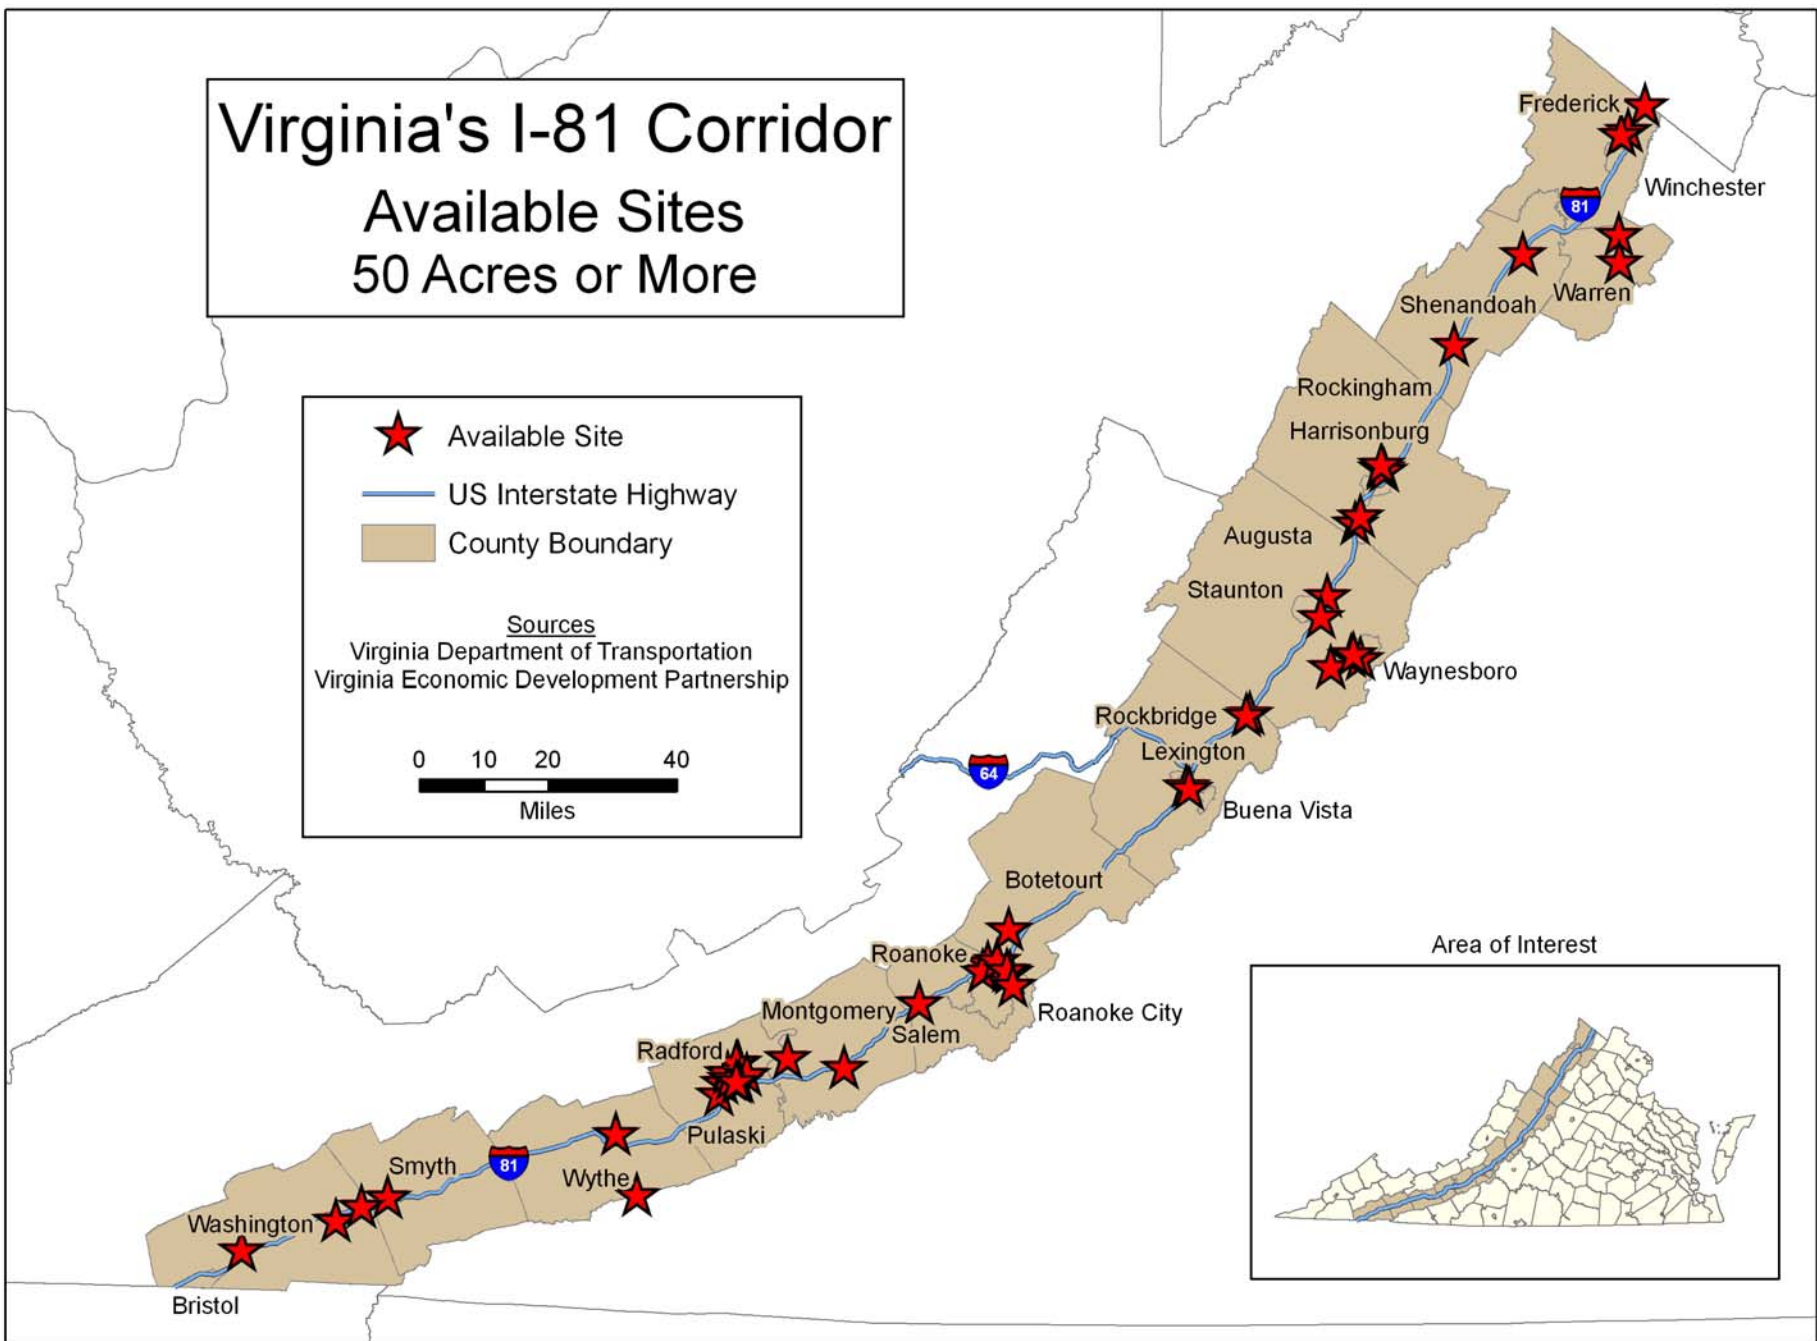 Virginia's I-81 Corridor
Available Sites
50 Acres or More
Available Site
US Interstate Highway
County Boundary
Sources
Virginia Department of Transportation
Virginia Economic Development Partnership
0 10 20 40
Miles
Frederick
Winchester
81
Warren
Shenandoah
Rockingham
Harrisonburg
Augusta
Staunton
Waynesboro
Rockbridge
Lexington
64
Buena Vista
Botetourt
Roanoke
Roanoke City
Montgomery
Salem
Radford
Pulaski
Smyth
81
Wythe
Washington
Bristol
Area of Interest